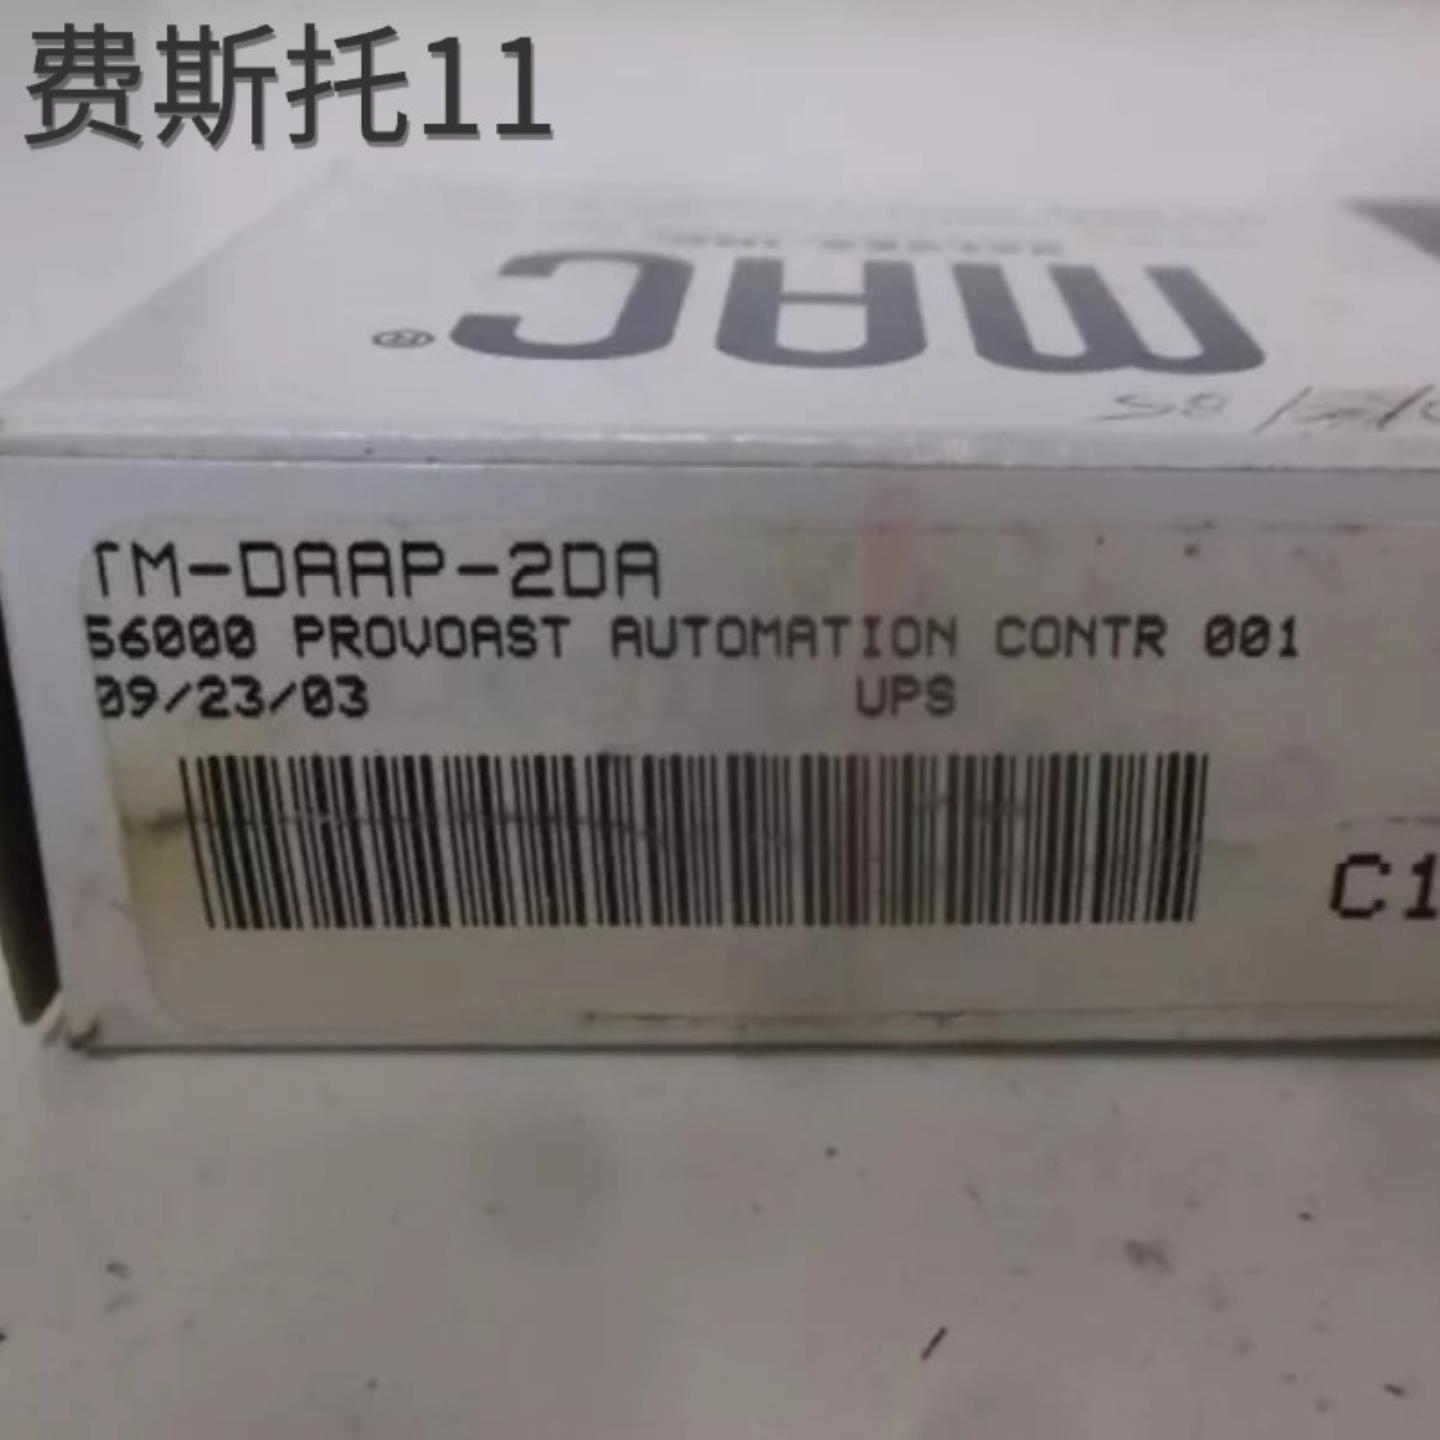 费斯托11
MAC®
TM-DAAP-2DA
56000 PROVOAST AUTOMATION CONTR 001
09/23/03 UPS
C1